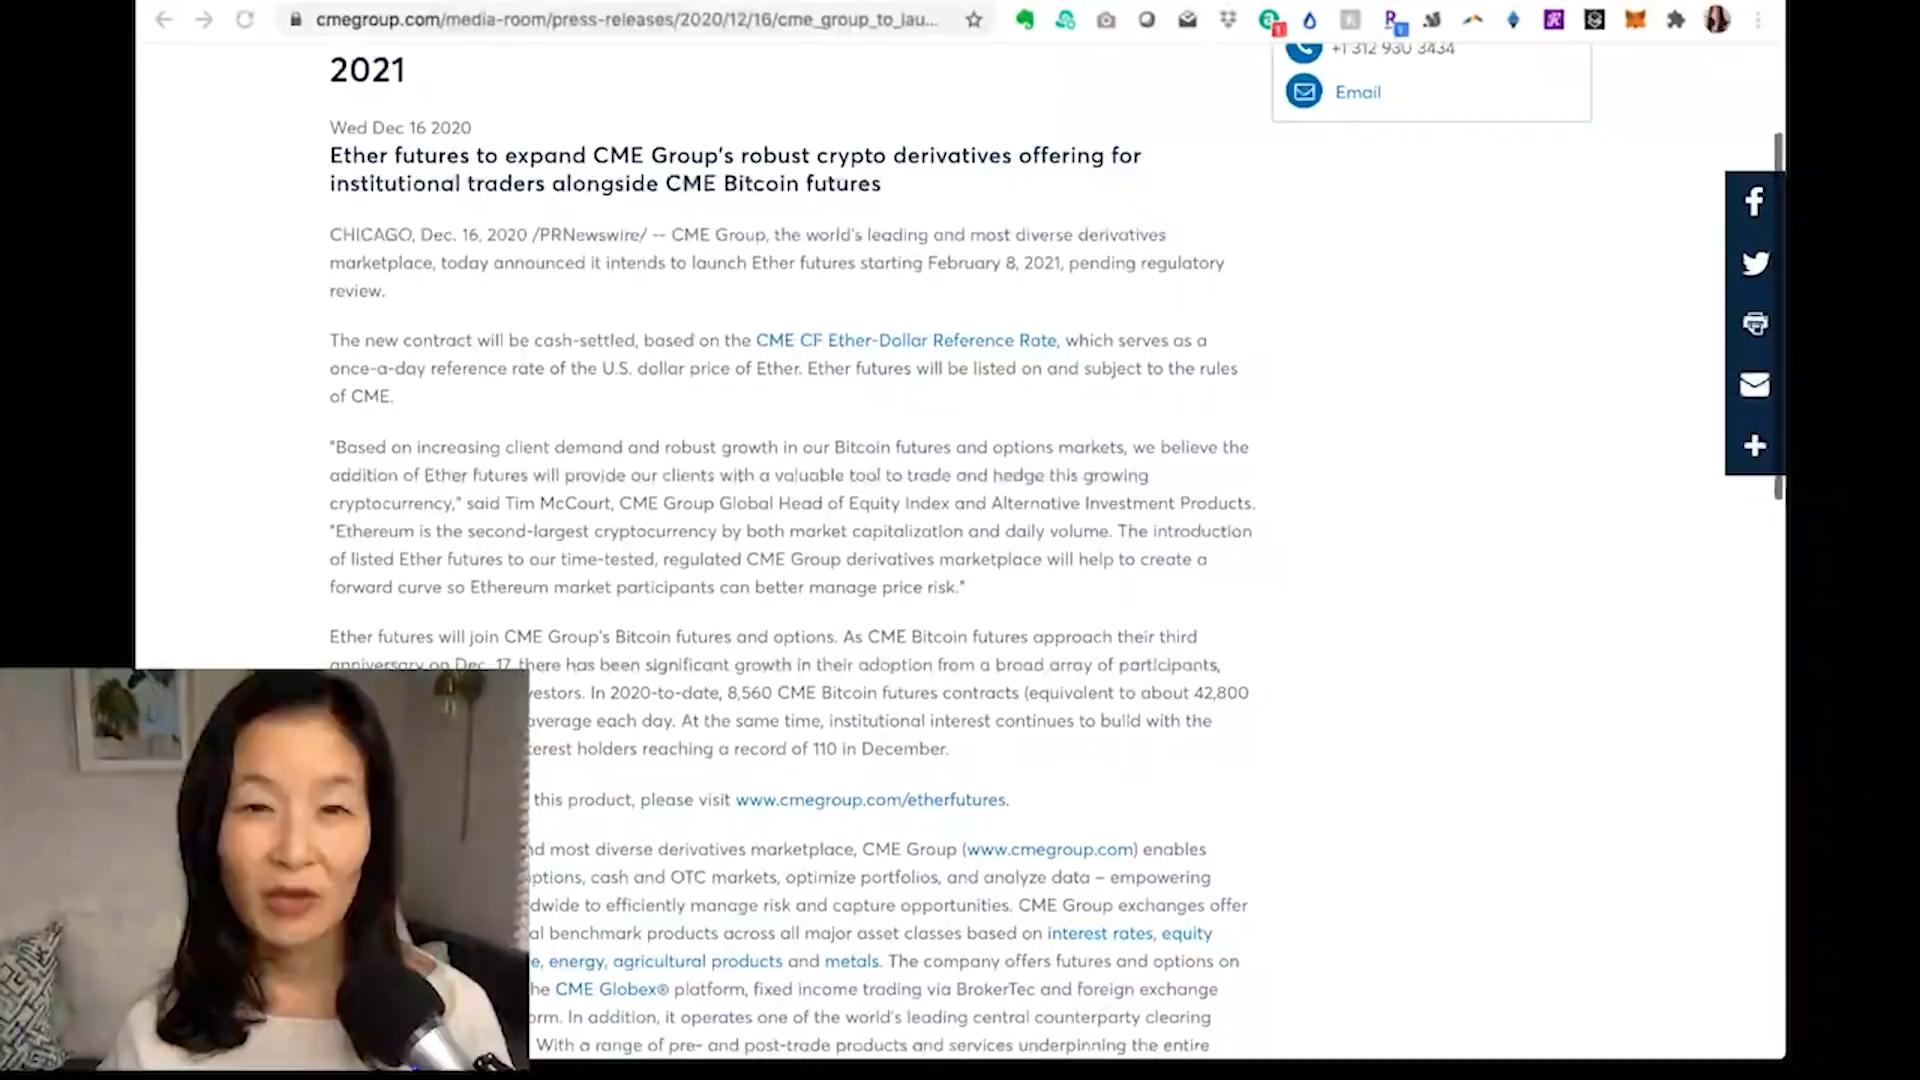 cmegroup.com/media-room/press-releases/2020/12/16/cme_group_to_lau...
+1 312 930 3434
2021
Email
Wed Dec 16 2020
Ether futures to expand CME Group's robust crypto derivatives offering for
institutional traders alongside CME Bitcoin futures
CHICAGO, Dec. 16, 2020 /PRNewswire/ -- CME Group, the world's leading and most diverse derivatives
marketplace, today announced it intends to launch Ether futures starting February 8, 2021, pending regulatory
review.
The new contract will be cash-settled, based on the CME CF Ether-Dollar Reference Rate, which serves as a
once-a-day reference rate of the U.S. dollar price of Ether. Ether futures will be listed on and subject to the rules
of CME.
"Based on increasing client demand and robust growth in our Bitcoin futures and options markets, we believe the
addition of Ether futures will provide our clients with a valuable tool to trade and hedge this growing
cryptocurrency," said Tim McCourt, CME Group Global Head of Equity Index and Alternative Investment Products.
"Ethereum is the second-largest cryptocurrency by both market capitalization and daily volume. The introduction
of listed Ether futures to our time-tested, regulated CME Group derivatives marketplace will help to create a
forward curve so Ethereum market participants can better manage price risk."
Ether futures will join CME Group's Bitcoin futures and options. As CME Bitcoin futures approach their third
anniversary on Dec. 17, there has been significant growth in their adoption from a broad array of participants,
vestors. In 2020-to-date, 8,560 CME Bitcoin futures contracts (equivalent to about 42,800
average each day. At the same time, institutional interest continues to build with the
terest holders reaching a record of 110 in December.
this product, please visit www.cmegroup.com/etherfutures.
nd most diverse derivatives marketplace, CME Group (www.cmegroup.com) enables
ptions, cash and OTC markets, optimize portfolios, and analyze data – empowering
dwide to efficiently manage risk and capture opportunities. CME Group exchanges offer
al benchmark products across all major asset classes based on interest rates, equity
e, energy, agricultural products and metals. The company offers futures and options on
he CME Globex® platform, fixed income trading via BrokerTec and foreign exchange
orm. In addition, it operates one of the world's leading central counterparty clearing
With a range of pre- and post-trade products and services underpinning the entire